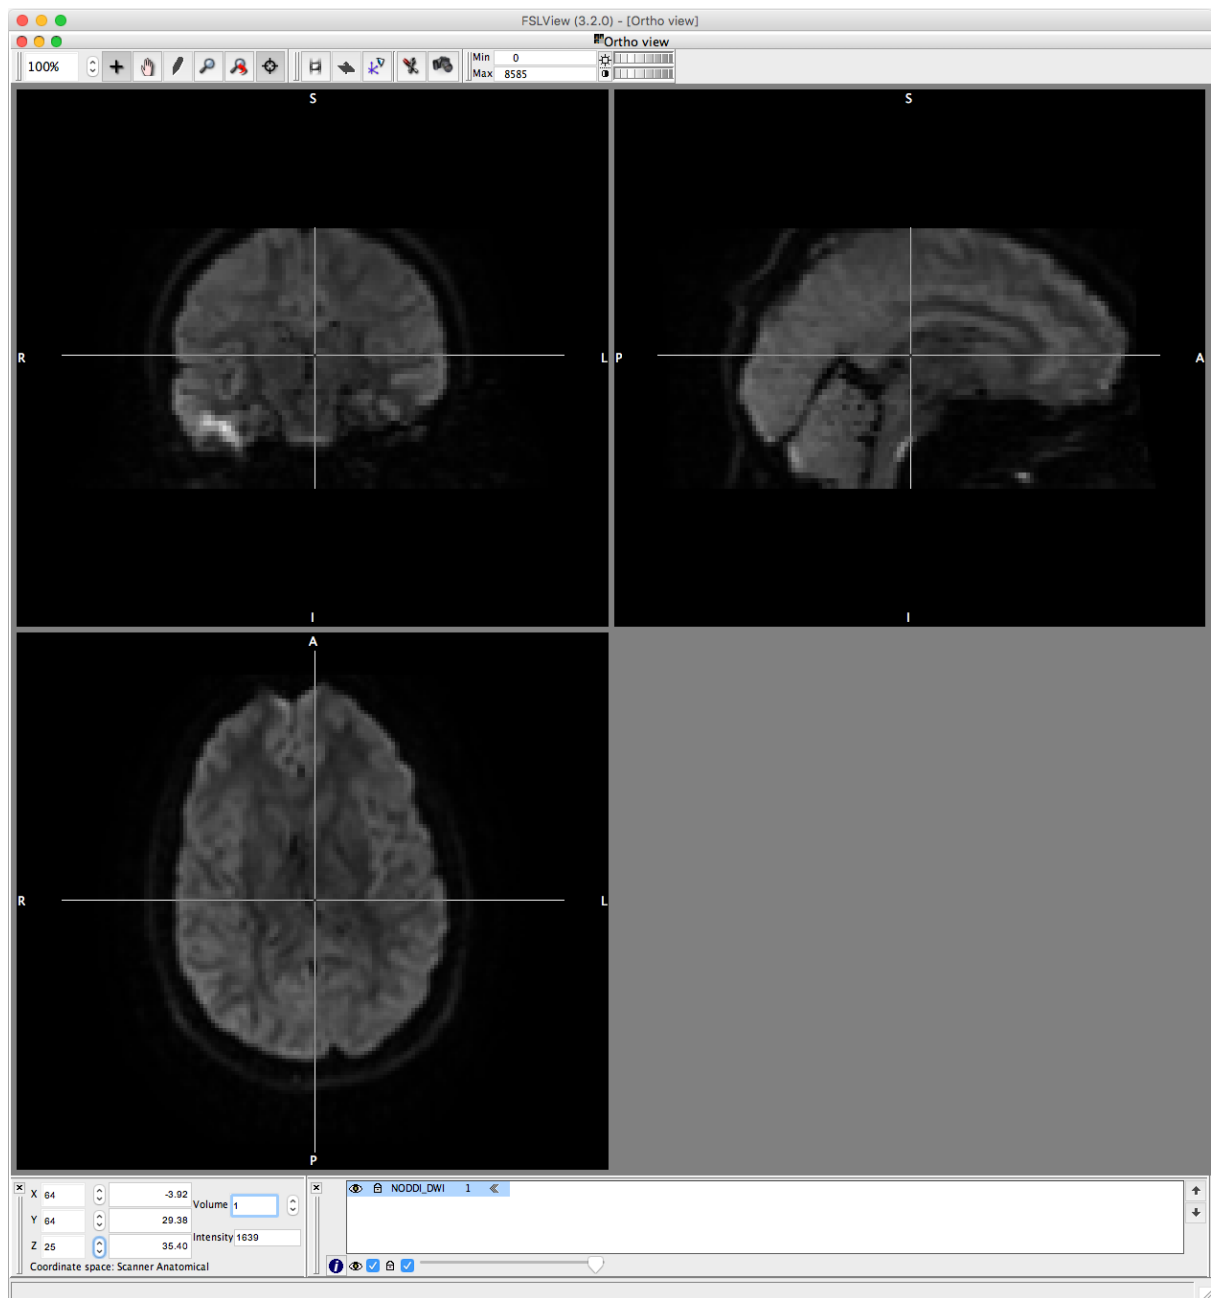 FSLView (3.2.0) - [Ortho view]
Ortho view
100%
Min 0
Max 8585
S
R
L
I
S
P
A
I
A
R
L
P
X 64 -3.92
Volume 1
Y 64 29.38
Intensity 1639
Z 25 35.40
Coordinate space: Scanner Anatomical
NODDI_DWI 1